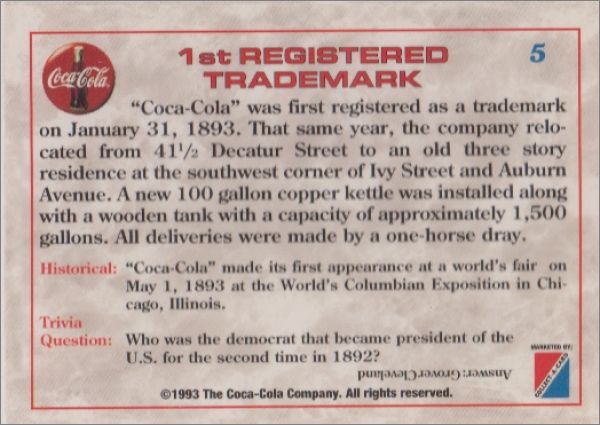 Coca-Cola
1st REGISTERED
TRADEMARK
5
"Coca-Cola" was first registered as a trademark
on January 31, 1893. That same year, the company relo-
cated from 41½ Decatur Street to an old three story
residence at the southwest corner of Ivy Street and Auburn
Avenue. A new 100 gallon copper kettle was installed along
with a wooden tank with a capacity of approximately 1,500
gallons. All deliveries were made by a one-horse dray.
Historical: "Coca-Cola" made its first appearance at a world's fair on
May 1, 1893 at the World's Columbian Exposition in Chi-
cago, Illinois.
Trivia
Question: Who was the democrat that became president of the
U.S. for the second time in 1892?
Answer: Grover Cleveland
MARKETED BY:
COLLECT-A-CARD
©1993 The Coca-Cola Company. All rights reserved.